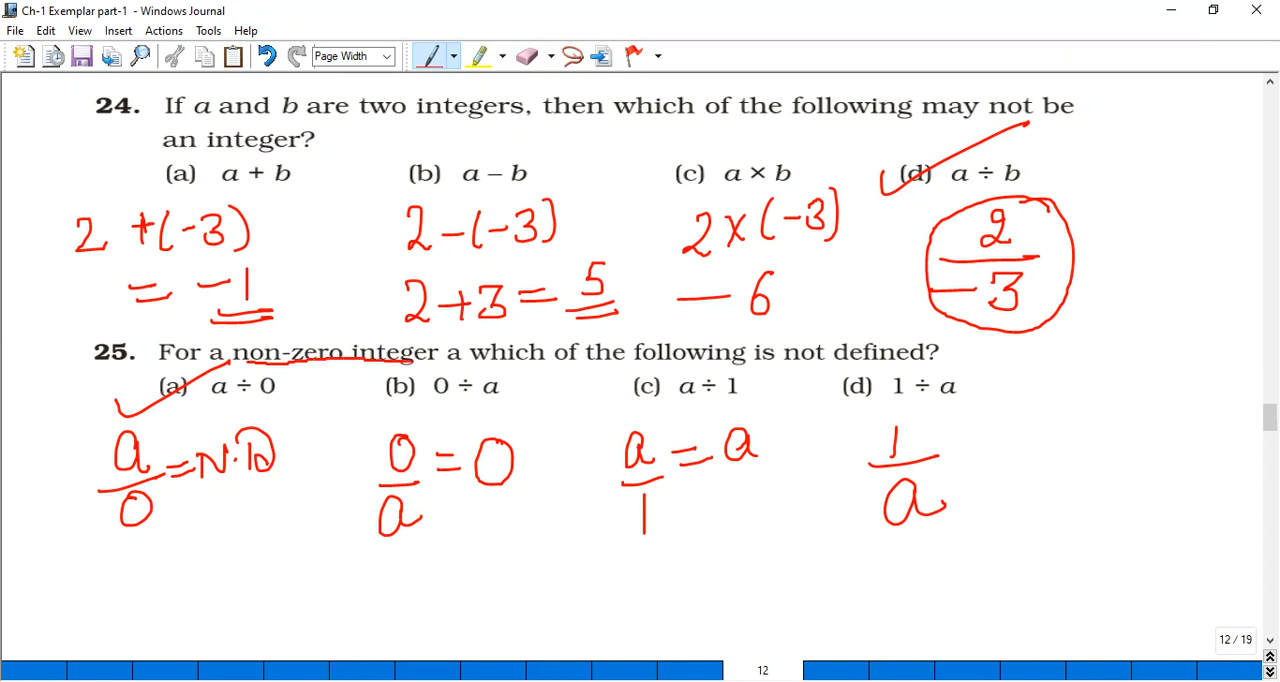 Ch-1 Exemplar part-1 - Windows Journal
File Edit View Insert Actions Tools Help
Page Width
24. If a and b are two integers, then which of the following may not be
an integer?
(a) a + b (b) a – b (c) a × b (d) a ÷ b
2 +(-3) 2-(-3) 2×(-3) 2/-3
= -1 2+3=5 -6
25. For a non-zero integer a which of the following is not defined?
(a) a ÷ 0 (b) 0 ÷ a (c) a ÷ 1 (d) 1 ÷ a
a/0 =N.D 0/a = 0 a/1 = a 1/a
12 / 19
12